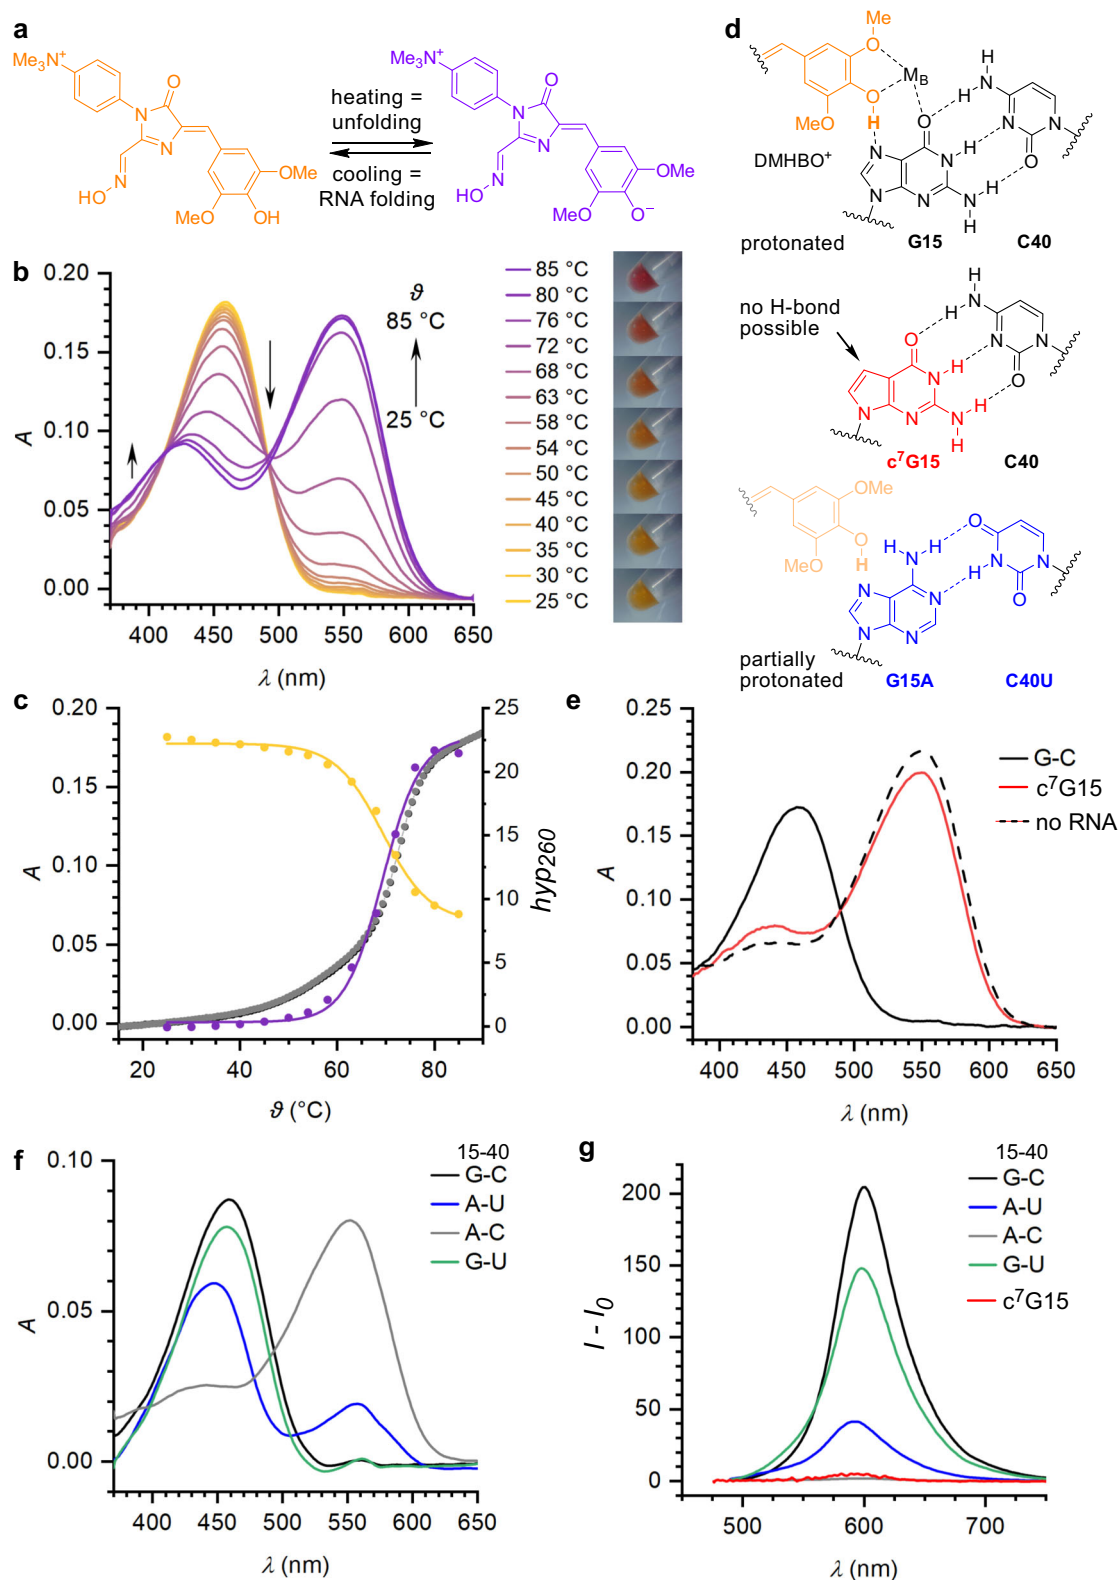 a
Me₃N⁺
O
N
N
N
HO
OMe
MeO
OH
heating =
unfolding
cooling =
RNA folding
Me₃N⁺
O
N
N
N
HO
OMe
MeO
O⁻
b
0.20
0.15
0.10
0.05
0.00
A
400 450 500 550 600 650
λ (nm)
ϑ
85 °C
25 °C
85 °C
80 °C
76 °C
72 °C
68 °C
63 °C
58 °C
54 °C
50 °C
45 °C
40 °C
35 °C
30 °C
25 °C
c
0.20
0.15
0.10
0.05
0.00
A
25
20
15
10
5
0
hyp260
20 40 60 80
ϑ (°C)
d
Me
O
M_B
O
H
MeO
DMHBO⁺
N
O
N
N
H
N
N
H
H
H
H
N
N
N
O
protonated
G15
C40
no H-bond
possible
O
N
H
N
N
N
H
H
H
H
N
N
N
O
c⁷G15
C40
OMe
O
H
MeO
H
N
H
N
N
N
N
O
H
N
N
O
partially
protonated
G15A
C40U
e
0.25
0.20
0.15
0.10
0.05
0.00
A
400 450 500 550 600 650
λ (nm)
G-C
c⁷G15
no RNA
f
0.10
0.05
0.00
A
400 450 500 550 600 650
λ (nm)
15-40
G-C
A-U
A-C
G-U
g
200
150
100
50
0
I - I₀
500 600 700
λ (nm)
15-40
G-C
A-U
A-C
G-U
c⁷G15